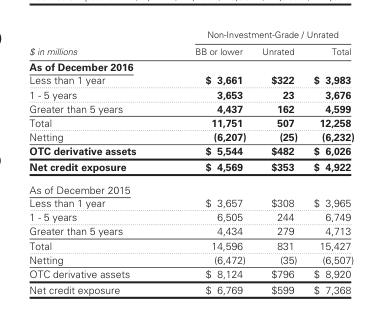 Non-Investment-Grade / Unrated
$ in millions BB or lower Unrated Total
As of December 2016
Less than 1 year $ 3,661 $322 $ 3,983
1 - 5 years 3,653 23 3,676
Greater than 5 years 4,437 162 4,599
Total 11,751 507 12,258
Netting (6,207) (25) (6,232)
OTC derivative assets $ 5,544 $482 $ 6,026
Net credit exposure $ 4,569 $353 $ 4,922
As of December 2015
Less than 1 year $ 3,657 $308 $ 3,965
1 - 5 years 6,505 244 6,749
Greater than 5 years 4,434 279 4,713
Total 14,596 831 15,427
Netting (6,472) (35) (6,507)
OTC derivative assets $ 8,124 $796 $ 8,920
Net credit exposure $ 6,769 $599 $ 7,368